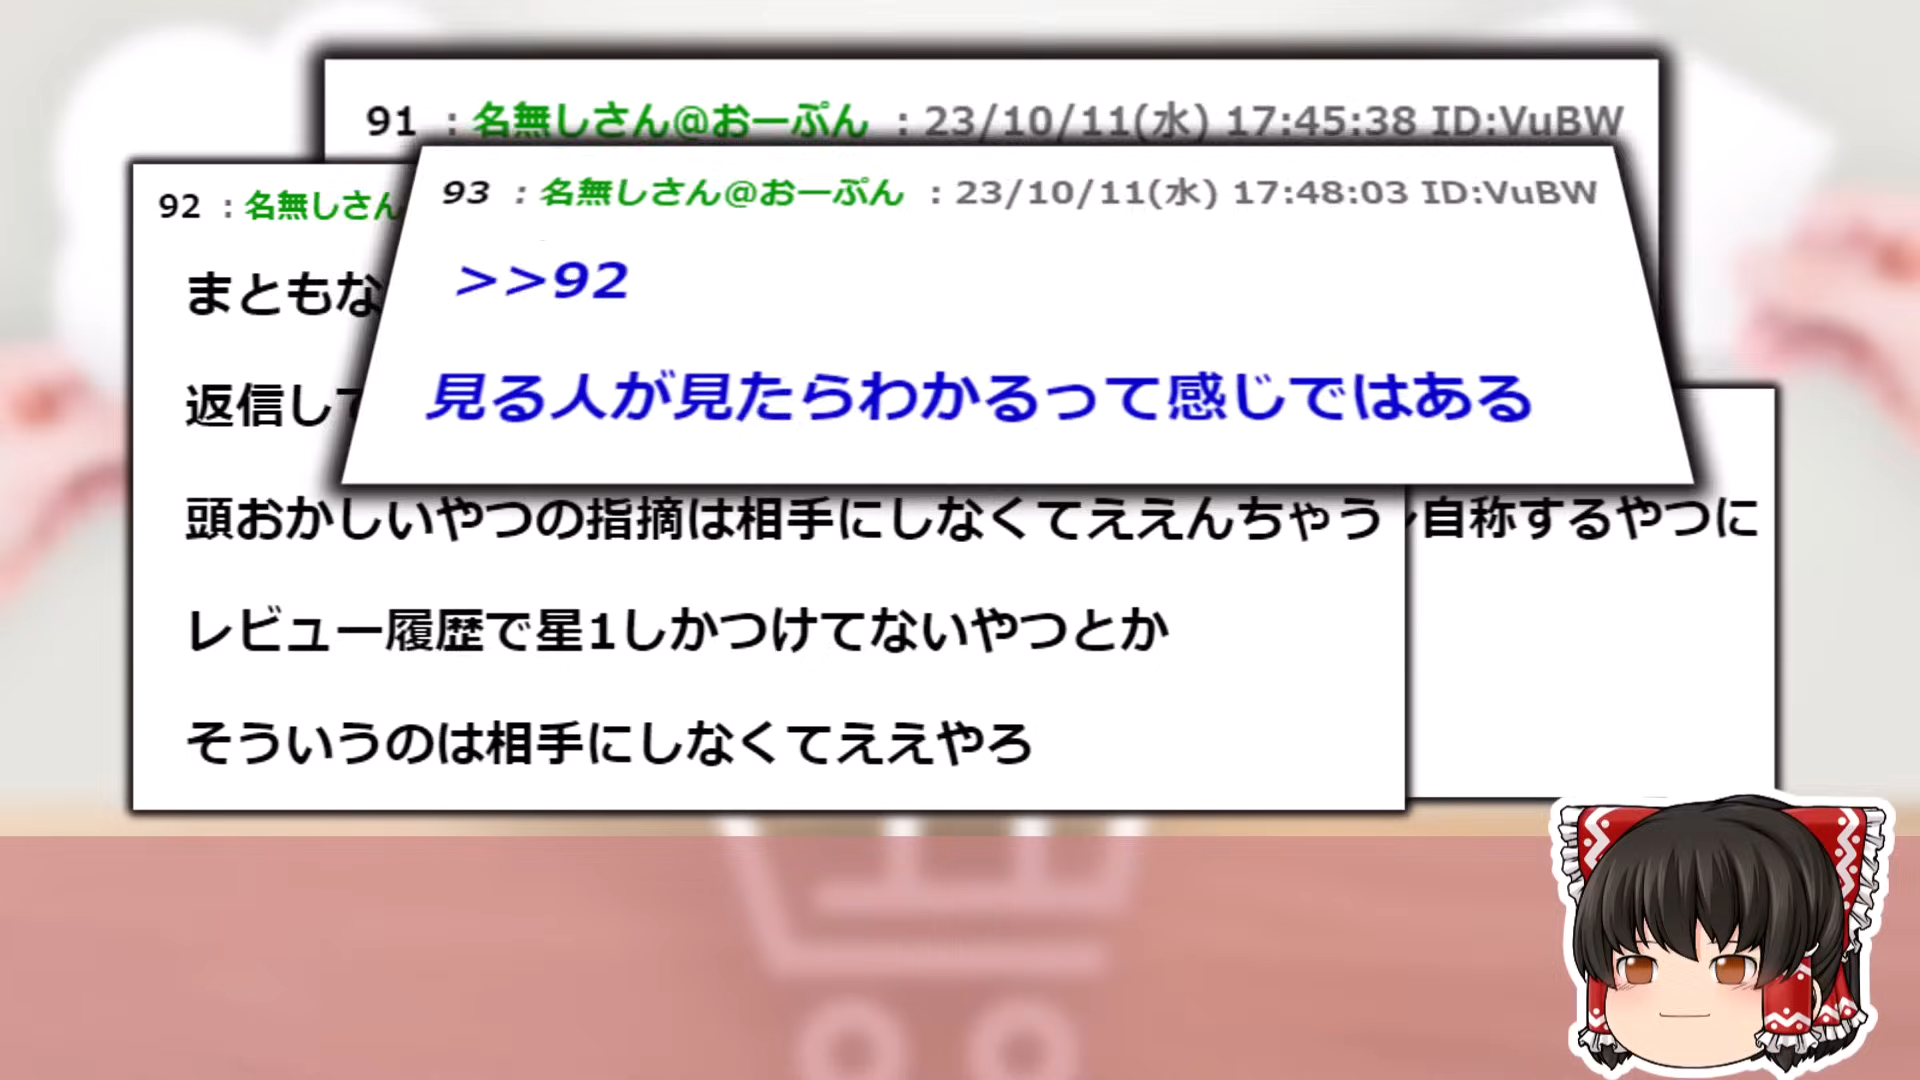 91 ：名無しさん@おーぷん ：23/10/11(水) 17:45:38 ID:VuBW
92 ：名無しさん
93 ：名無しさん@おーぷん ：23/10/11(水) 17:48:03 ID:VuBW
>>92
見る人が見たらわかるって感じではある
まともな
返信して
頭おかしいやつの指摘は相手にしなくてええんちゃう
自称するやつに
レビュー履歴で星1しかつけてないやつとか
そういうのは相手にしなくてええやろ